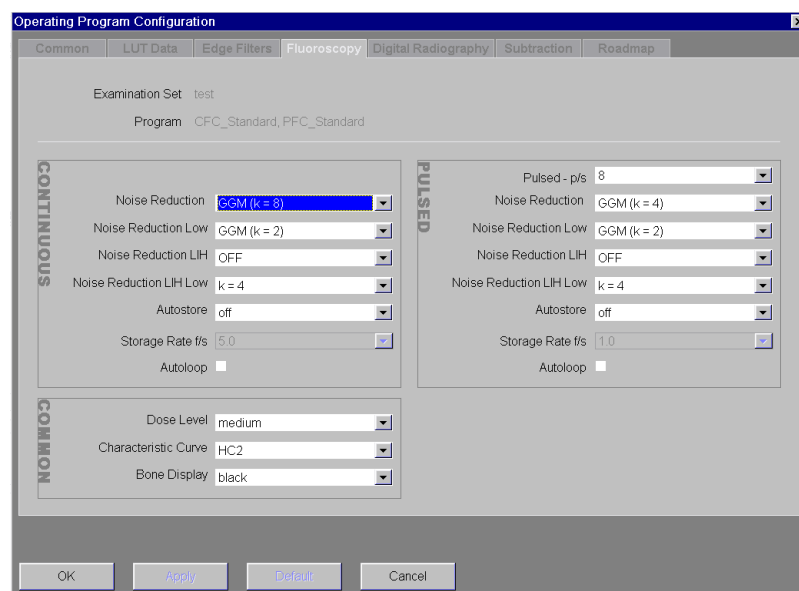 Operating Program Configuration
Common LUT Data Edge Filters Fluoroscopy Digital Radiography Subtraction Roadmap
Examination Set test
Program CFC_Standard, PFC_Standard
CONTINUOUS
Noise Reduction GGM (k = 8)
Noise Reduction Low GGM (k = 2)
Noise Reduction LIH OFF
Noise Reduction LIH Low k = 4
Autostore off
Storage Rate f/s 5.0
Autoloop
PULSED
Pulsed - p/s 8
Noise Reduction GGM (k = 4)
Noise Reduction Low GGM (k = 2)
Noise Reduction LIH OFF
Noise Reduction LIH Low k = 4
Autostore off
Storage Rate f/s 1.0
Autoloop
COMMON
Dose Level medium
Characteristic Curve HC2
Bone Display black
OK Apply Default Cancel